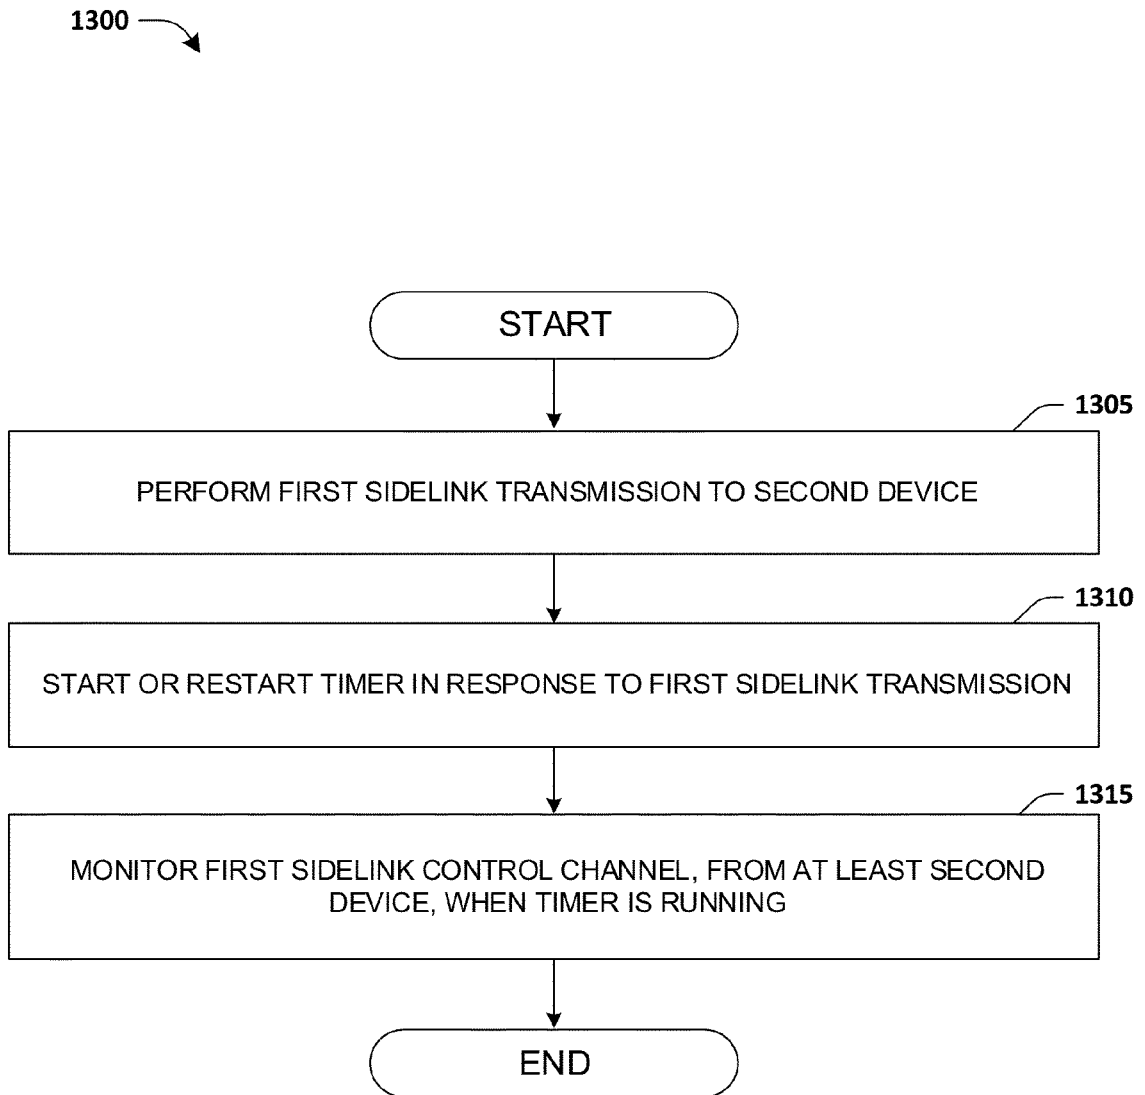 1300
START
1305
PERFORM FIRST SIDELINK TRANSMISSION TO SECOND DEVICE
1310
START OR RESTART TIMER IN RESPONSE TO FIRST SIDELINK TRANSMISSION
1315
MONITOR FIRST SIDELINK CONTROL CHANNEL, FROM AT LEAST SECOND
DEVICE, WHEN TIMER IS RUNNING
END